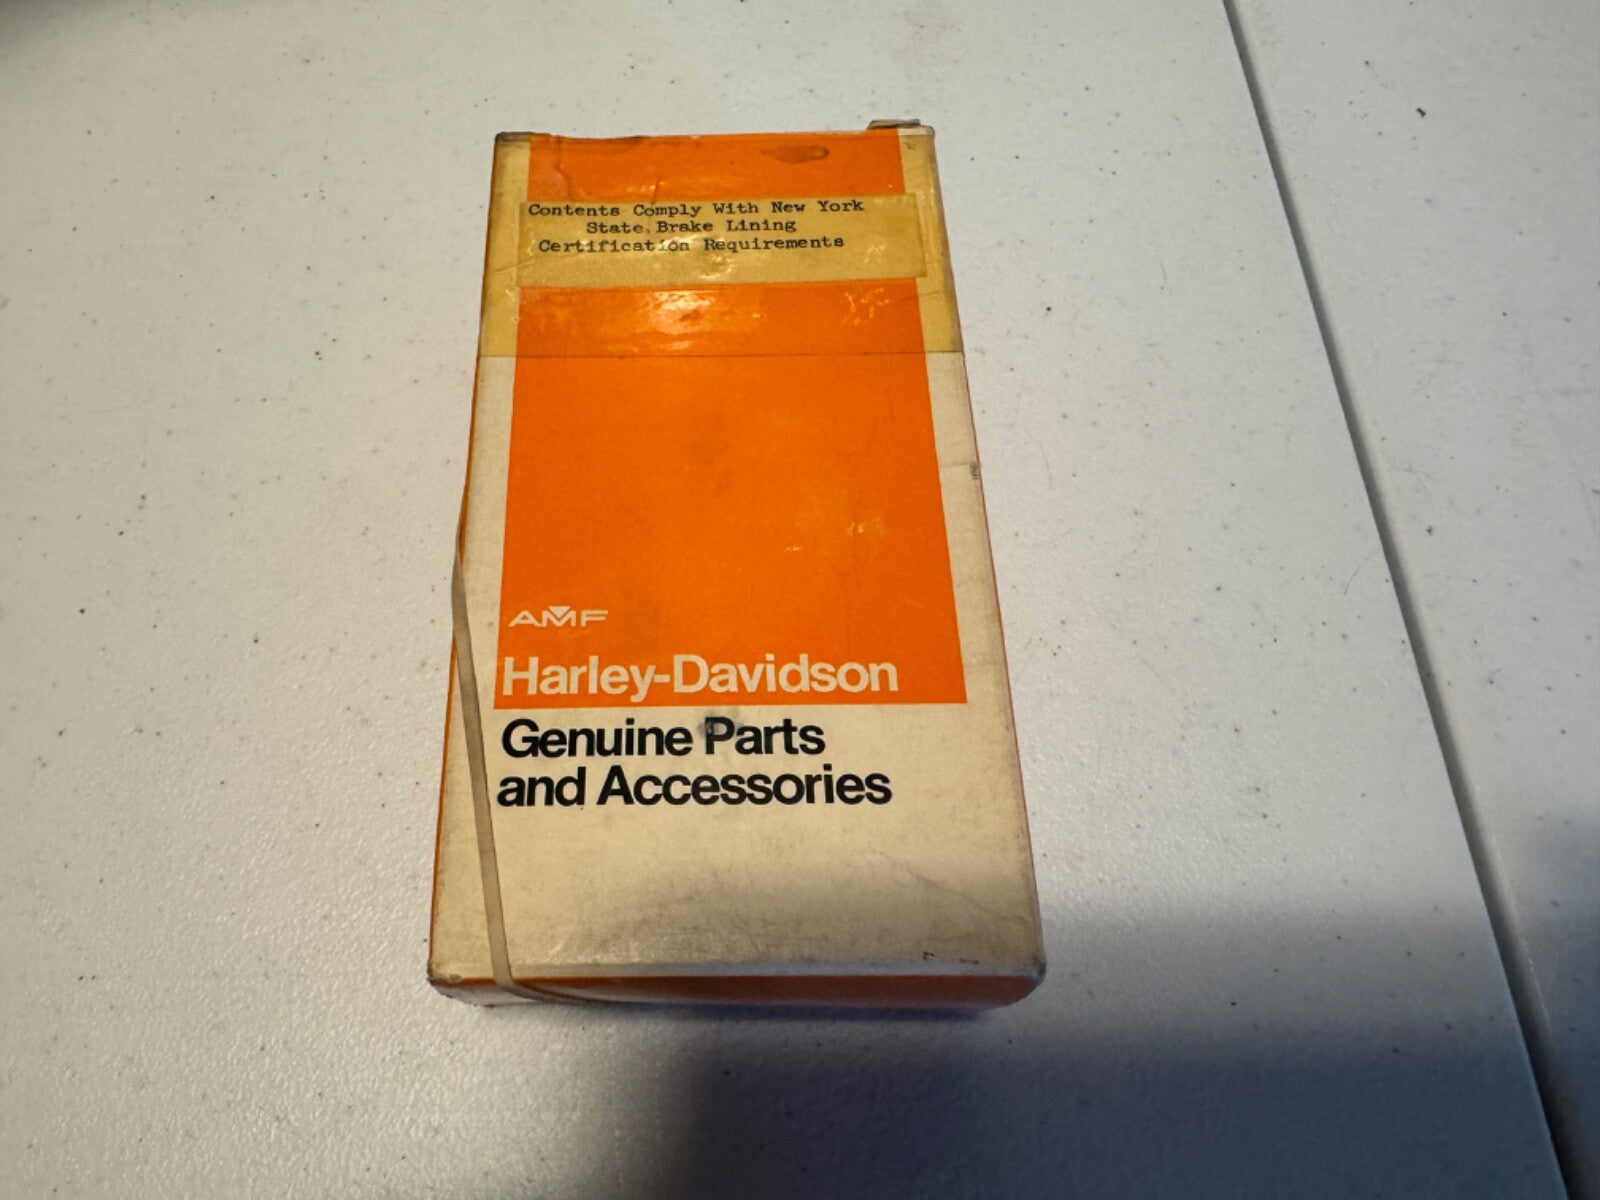 Contents Comply With New York
State Brake Lining
Certification Requirements
AMF
Harley-Davidson
Genuine Parts
and Accessories